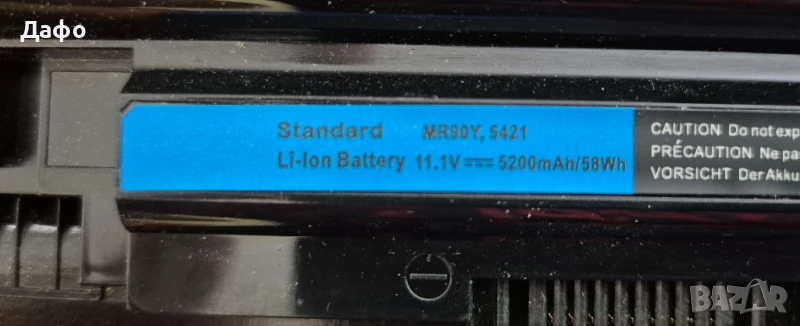 Дафо
Standard MR90Y, 5421
Li-Ion Battery 11.1V 5200mAh/58Wh
CAUTION Do not exp
PRÉCAUTION Ne pa
VORSICHT Der Akku
BAZAR